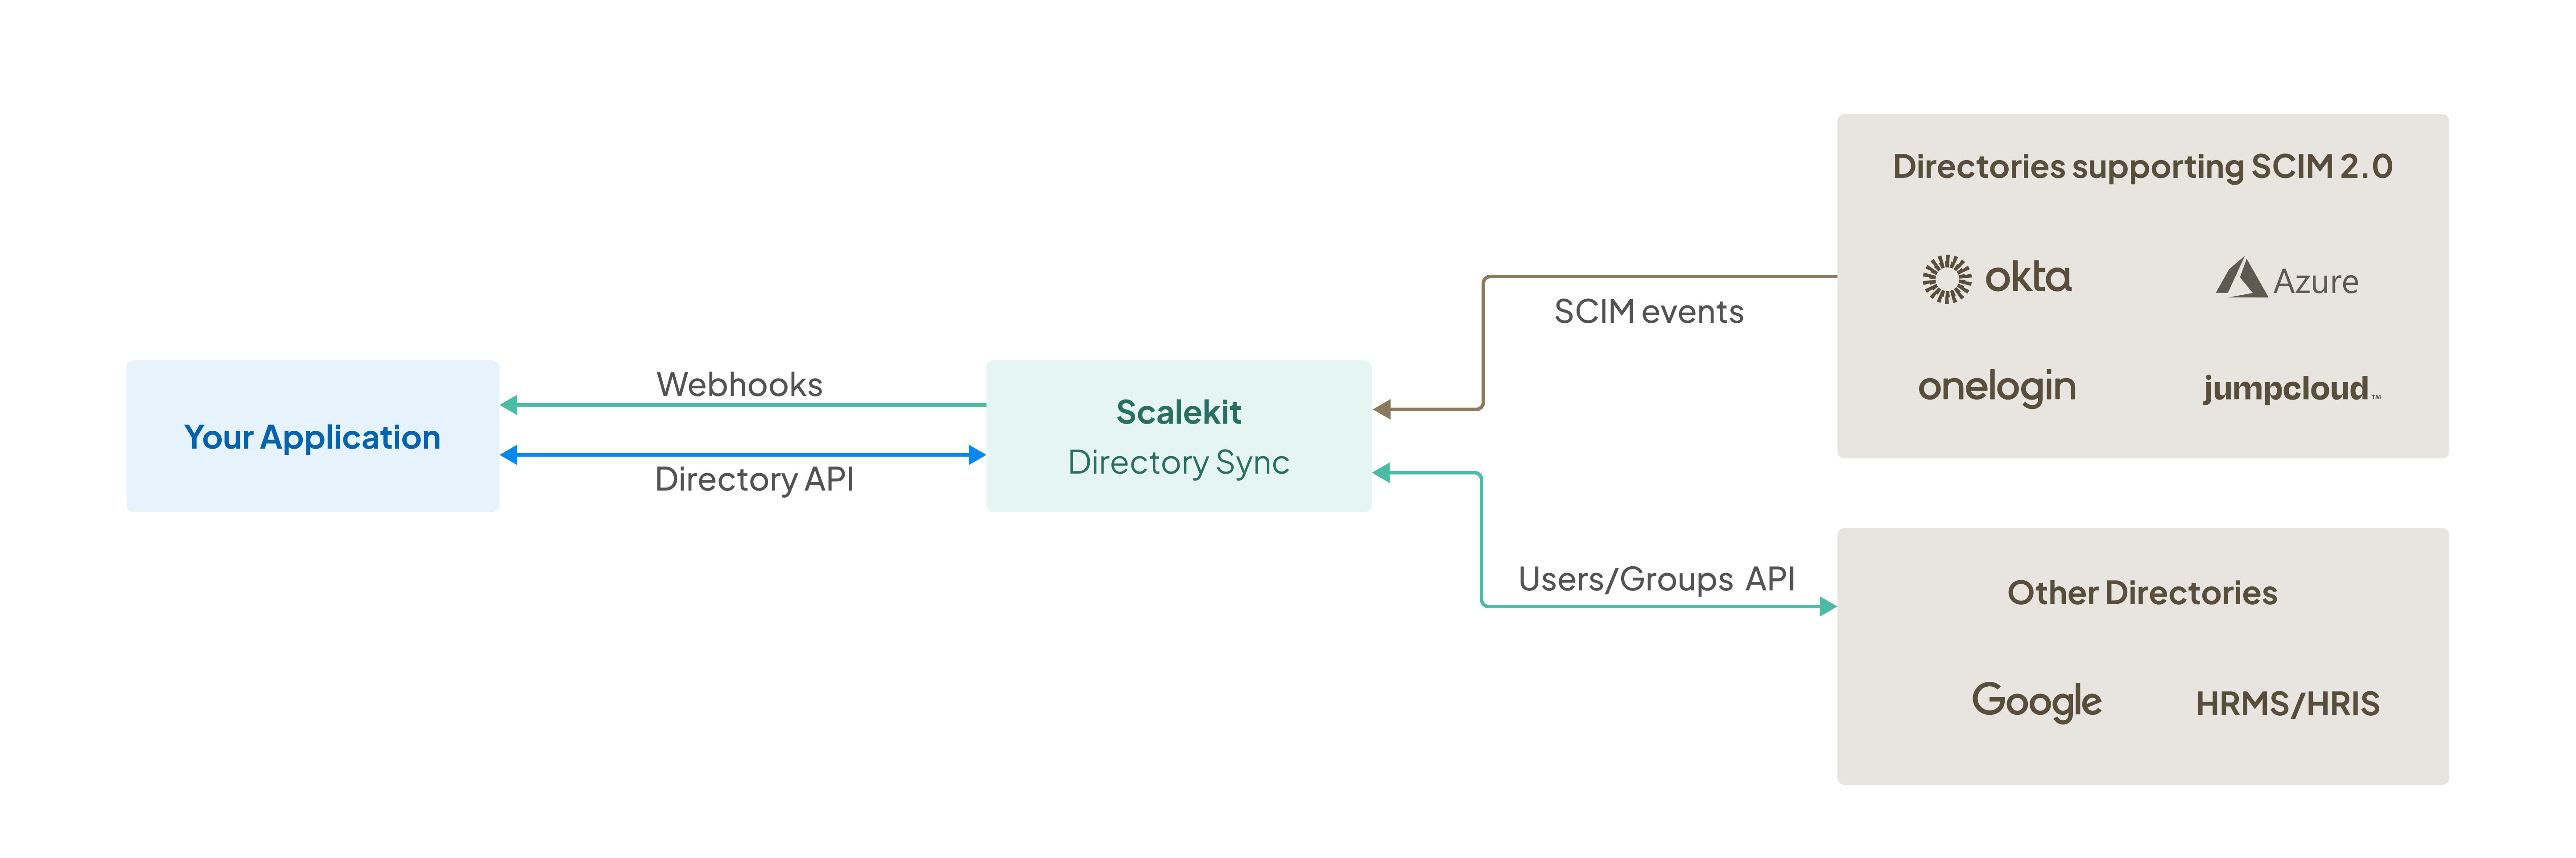 Your Application
Webhooks
Directory API
Scalekit
Directory Sync
SCIM events
Users/Groups API
Directories supporting SCIM 2.0
okta
Azure
onelogin
jumpcloud™
Other Directories
Google
HRMS/HRIS